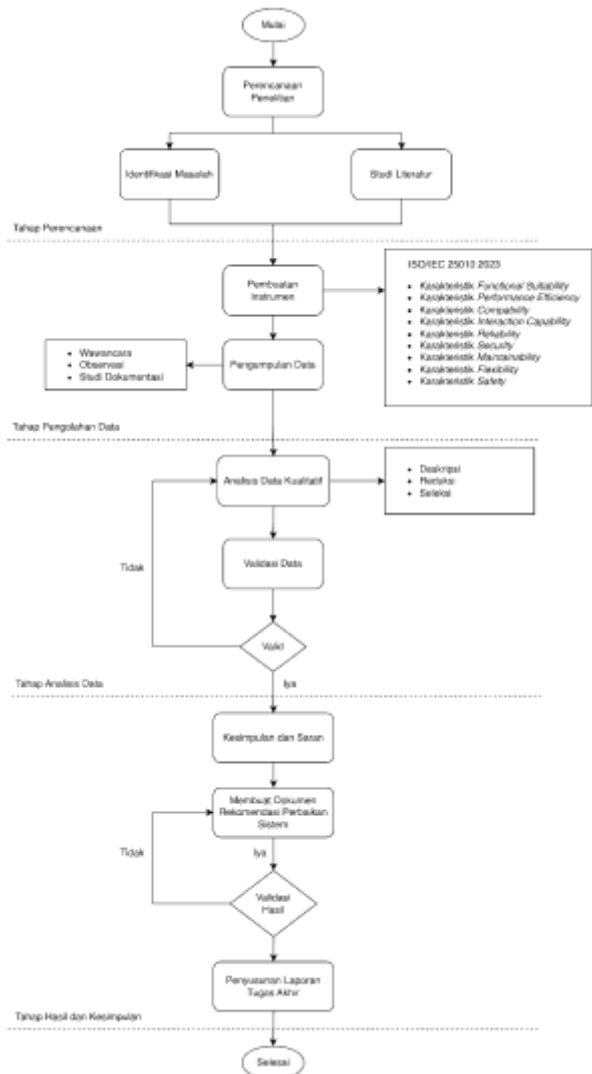 Mulai
Perencanaan
Penelitian
Identifikasi Masalah
Studi Literatur
Tahap Perencanaan
Pembuatan
Instrumen
ISO/IEC 25010:2023
• Karakteristik Functional Suitability
• Karakteristik Performance Efficiency
• Karakteristik Compability
• Karakteristik Interaction Capability
• Karakteristik Reliability
• Karakteristik Security
• Karakteristik Maintainability
• Karakteristik Flexibility
• Karakteristik Safety
• Wawancara
• Observasi
• Studi Dokumentasi
Pengumpulan Data
Tahap Pengolahan Data
Analisis Data Kualitatif
• Deskripsi
• Reduksi
• Seleksi
Validasi Data
Tidak
Valid
Iya
Tahap Analisis Data
Kesimpulan dan Saran
Membuat Dokumen
Rekomendasi Perbaikan
Sistem
Tidak
Iya
Validasi
Hasil
Penyusunan Laporan
Tugas Akhir
Tahap Hasil dan Kesimpulan
Selesai